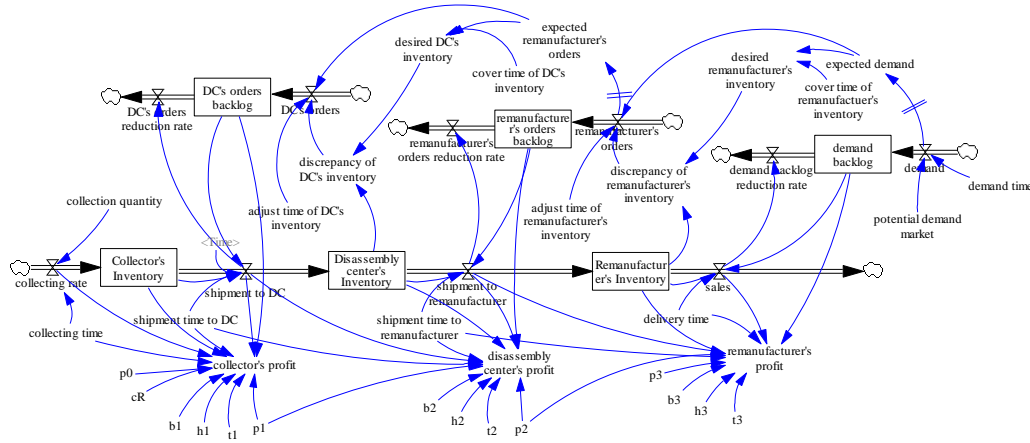 expected
remanufacturer's
orders
desired DC's
inventory
cover time of DC's
inventory
desired
remanufacturer's
inventory
expected demand
cover time of
remanufactuer's
inventory
DC's orders
backlog
DC's orders
reduction rate
DC's orders
remanufacture
r's orders
backlog
remanufacturer's
orders reduction rate
remanufacturer's
orders
demand
backlog
demand backlog
reduction rate
demand
demand time
potential demand
market
discrepancy of
DC's inventory
discrepancy of
remanufacturer's
inventory
collection quantity
adjust time of DC's
inventory
adjust time of
remanufacturer's
inventory
<Time>
Collector's
Inventory
Disassembly
center's
Inventory
Remanufactur
er's Inventory
collecting rate
shipment to DC
shipment to
remanufacturer
sales
collecting time
shipment time to DC
shipment time to
remanufacturer
delivery time
collector's profit
disassembly
center's profit
remanufacturer's
profit
p0
cR
b1
h1
t1
p1
b2
h2
t2
p2
p3
b3
h3
t3